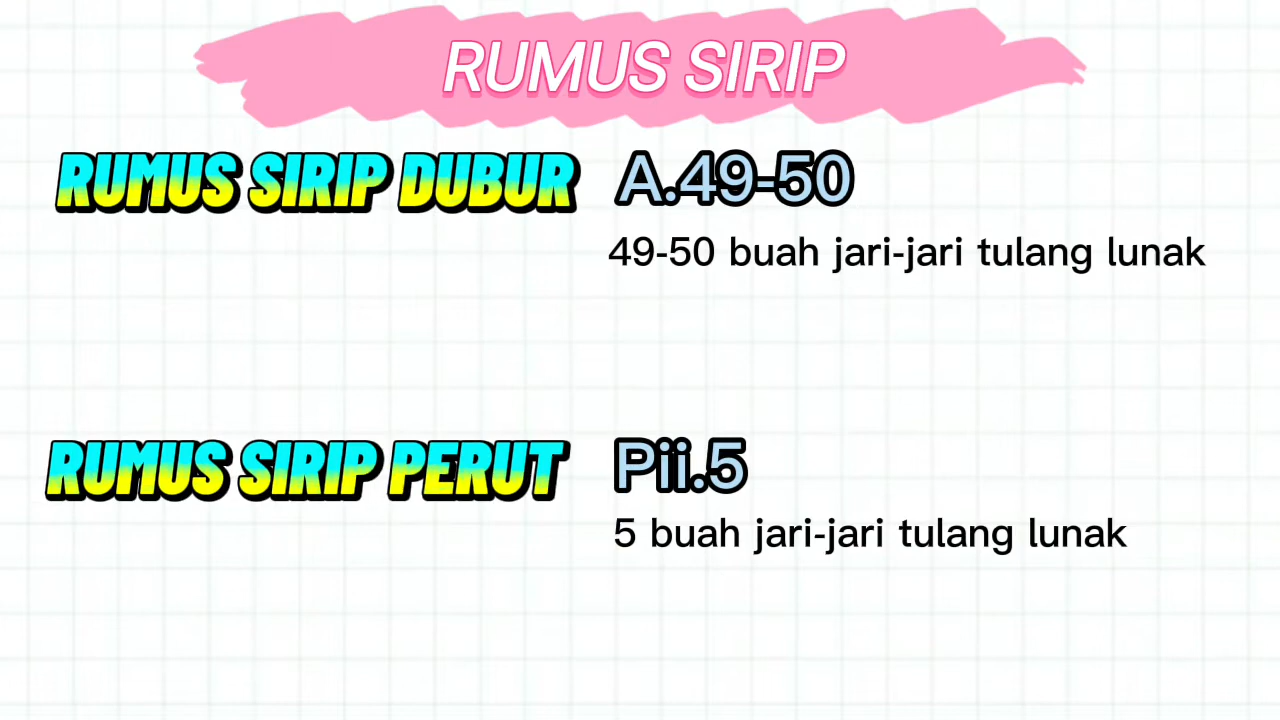 RUMUS SIRIP
RUMUS SIRIP DUBUR A.49-50
49-50 buah jari-jari tulang lunak
RUMUS SIRIP PERUT Pii.5
5 buah jari-jari tulang lunak